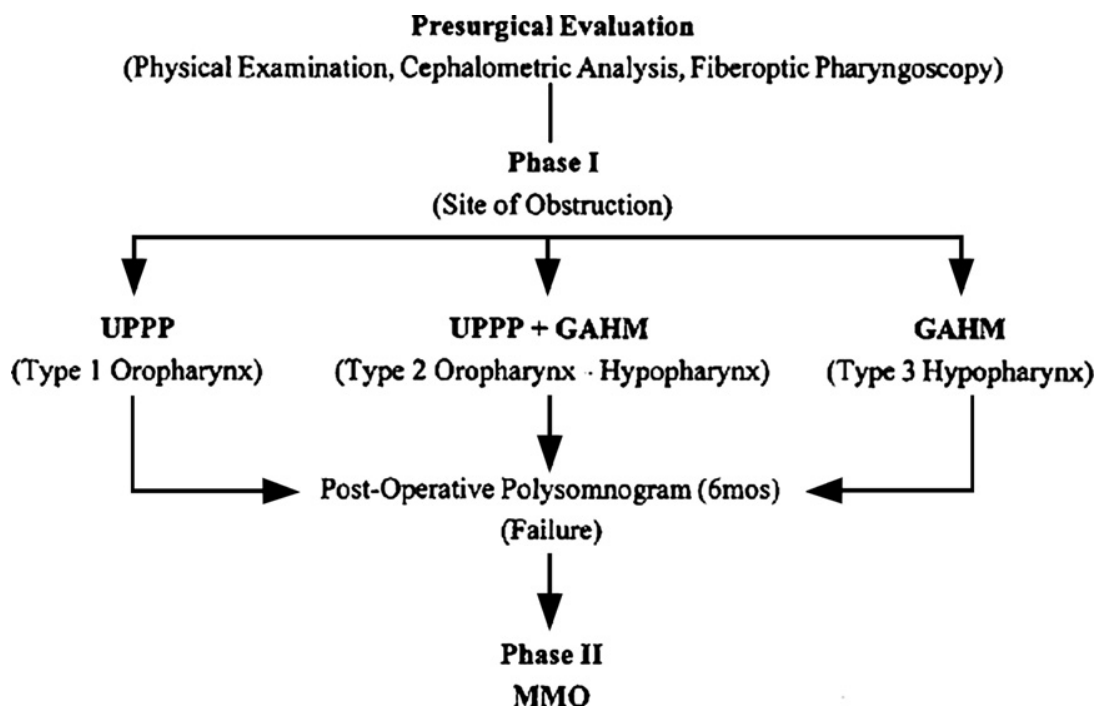 Presurgical Evaluation
(Physical Examination, Cephalometric Analysis, Fiberoptic Pharyngoscopy)
Phase I
(Site of Obstruction)
UPPP
UPPP + GAHM
GAHM
(Type 1 Oropharynx)
(Type 2 Oropharynx - Hypopharynx)
(Type 3 Hypopharynx)
Post-Operative Polysomnogram (6mos)
(Failure)
Phase II
MMO